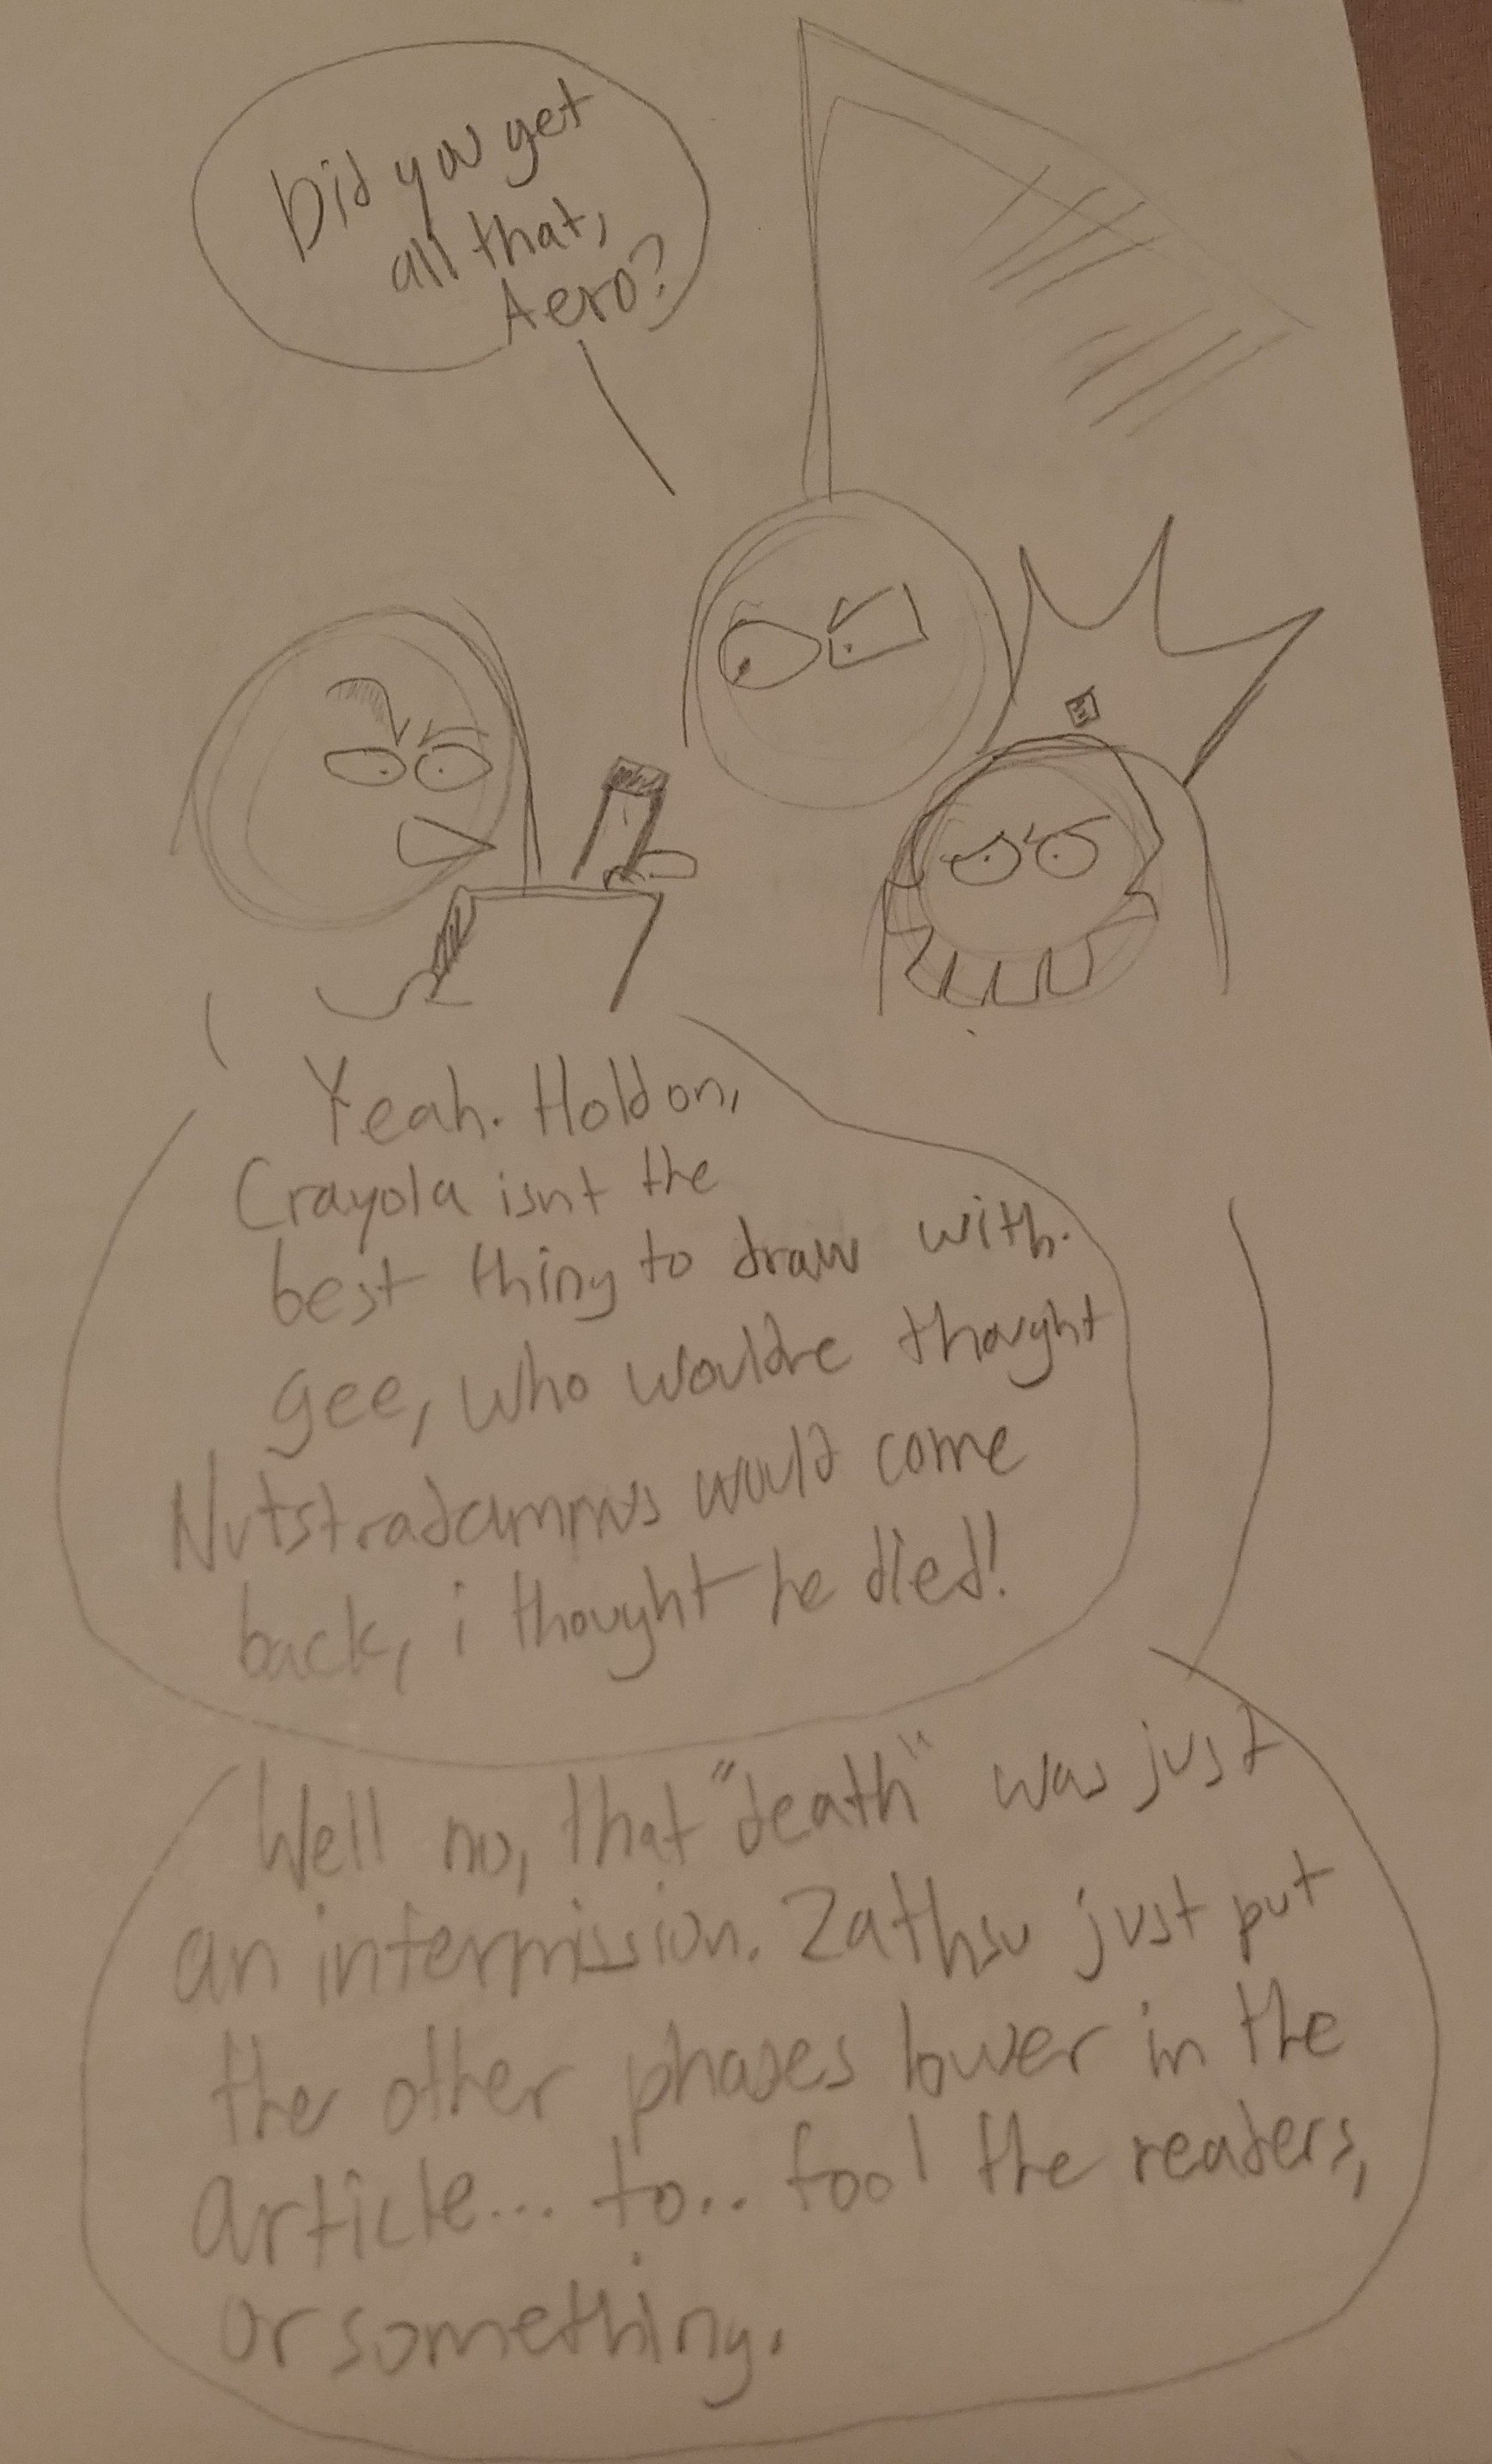 Did you get
all that,
Aero?
Yeah. Hold on,
Crayola isnt the
best thing to draw with.
gee, who wouldve thought
Nutstradammus would come
back, i thought he died!
Well no, that "death" was just
an intermission. Zathsu just put
the other phases lower in the
article... to.. fool the readers,
or something.